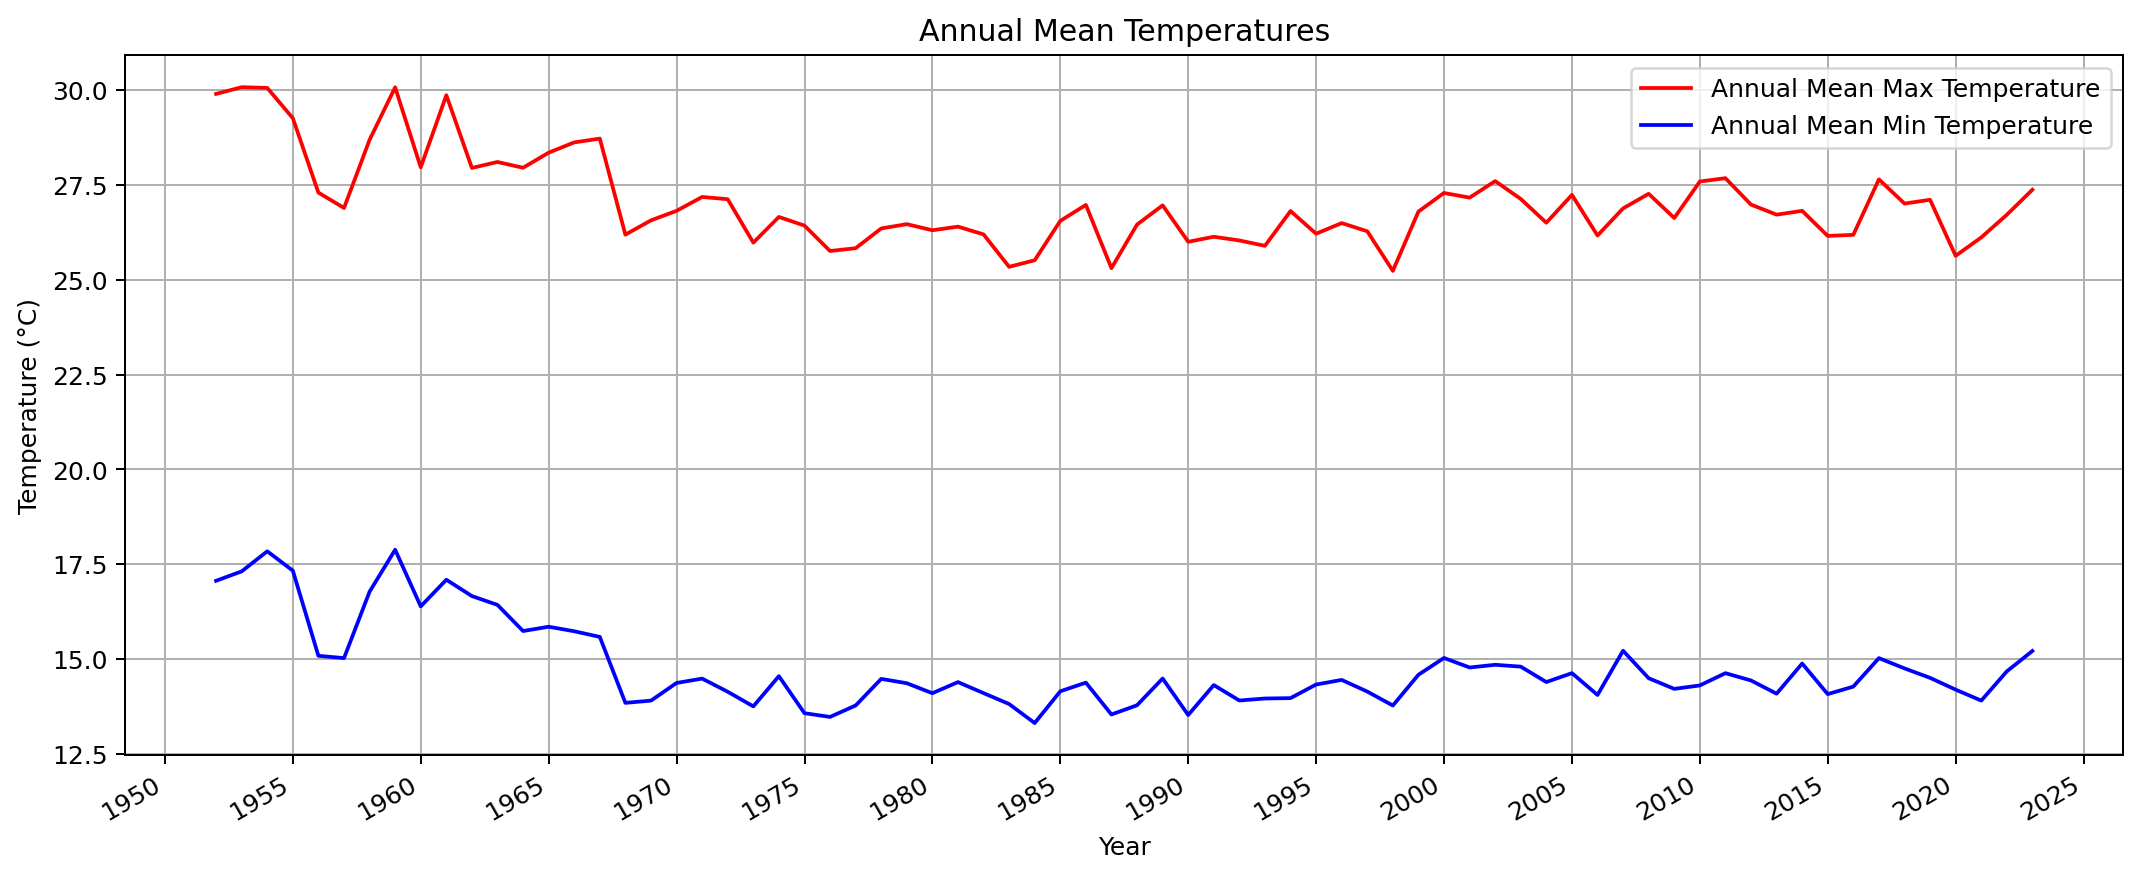 Annual Mean Temperatures
Annual Mean Max Temperature
Annual Mean Min Temperature
Temperature (°C)
30.0
27.5
25.0
22.5
20.0
17.5
15.0
12.5
1950 1955 1960 1965 1970 1975 1980 1985 1990 1995 2000 2005 2010 2015 2020 2025
Year